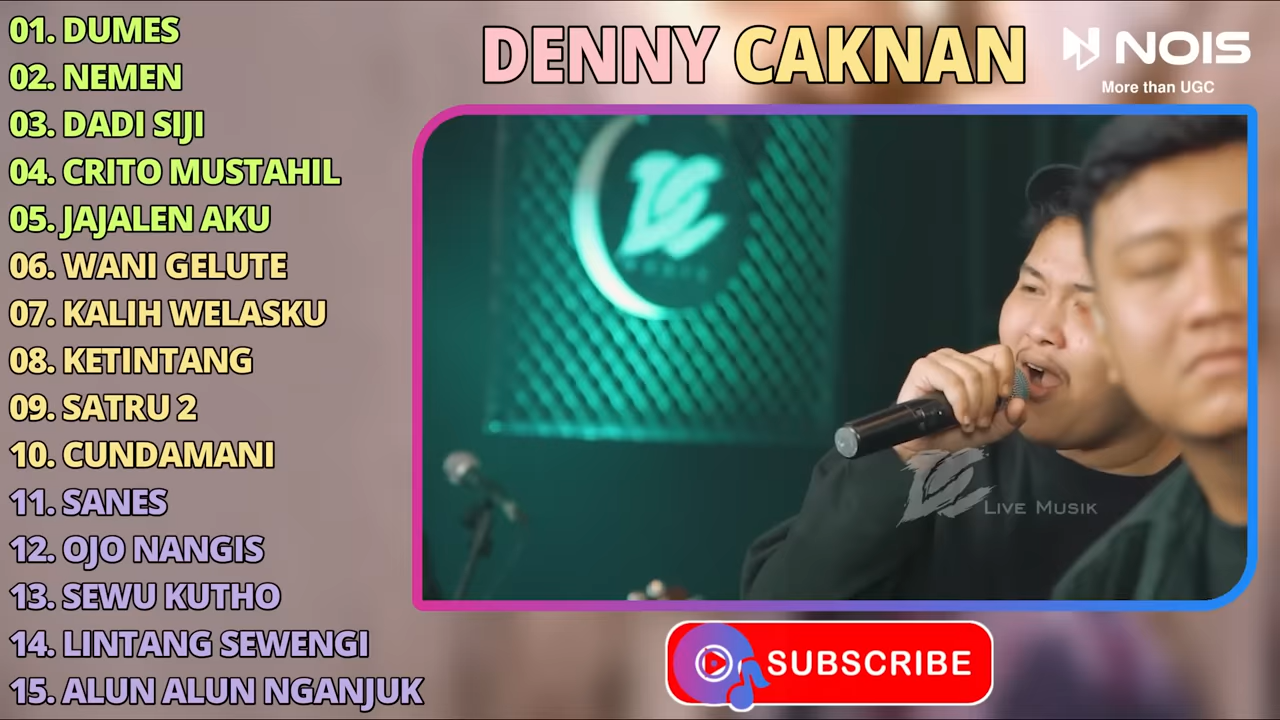 01. DUMES
02. NEMEN
03. DADI SIJI
04. CRITO MUSTAHIL
05. JAJALEN AKU
06. WANI GELUTE
07. KALIH WELASKU
08. KETINTANG
09. SATRU 2
10. CUNDAMANI
11. SANES
12. OJO NANGIS
13. SEWU KUTHO
14. LINTANG SEWENGI
15. ALUN ALUN NGANJUK
DENNY CAKNAN
NOIS
More than UGC
DC
DC LIVE MUSIK
SUBSCRIBE